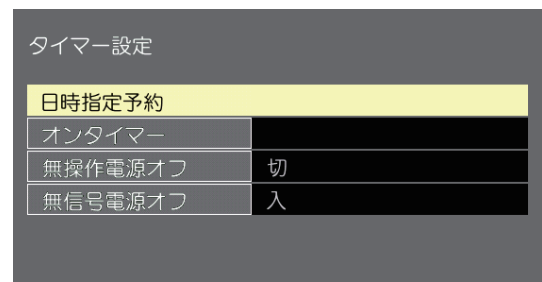 タイマー設定
日時指定予約
オンタイマー
無操作電源オフ 切
無信号電源オフ 入